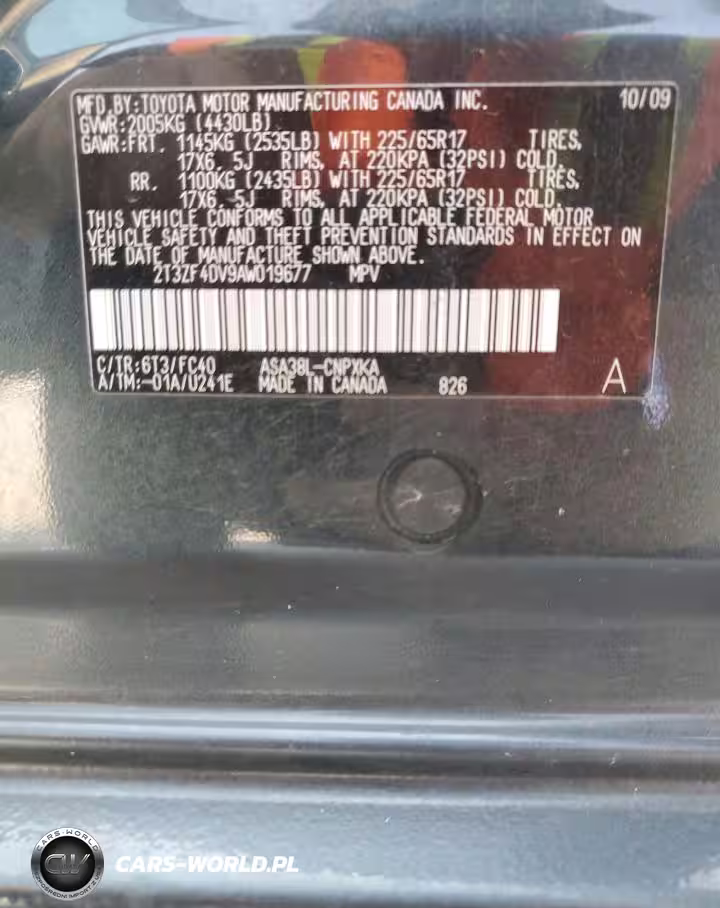 MFD.BY:TOYOTA MOTOR MANUFACTURING CANADA INC. 10/09
GVWR:2005KG (4430LB)
GAWR:FRT. 1145KG (2535LB) WITH 225/65R17 TIRES,
17X6.5J RIMS, AT 220KPA (32PSI) COLD.
RR. 1100KG (2435LB) WITH 225/65R17 TIRES,
17X6.5J RIMS, AT 220KPA (32PSI) COLD.
THIS VEHICLE CONFORMS TO ALL APPLICABLE FEDERAL MOTOR
VEHICLE SAFETY AND THEFT PREVENTION STANDARDS IN EFFECT ON
THE DATE OF MANUFACTURE SHOWN ABOVE.
2T3ZF4DV9AW019677 MPV
C/TR:6T3/FC40 ASA38L-CNPXKA
A/TM:-01A/U241E MADE IN CANADA 826 A
CARS-WORLD
CW
CARS-WORLD.PL